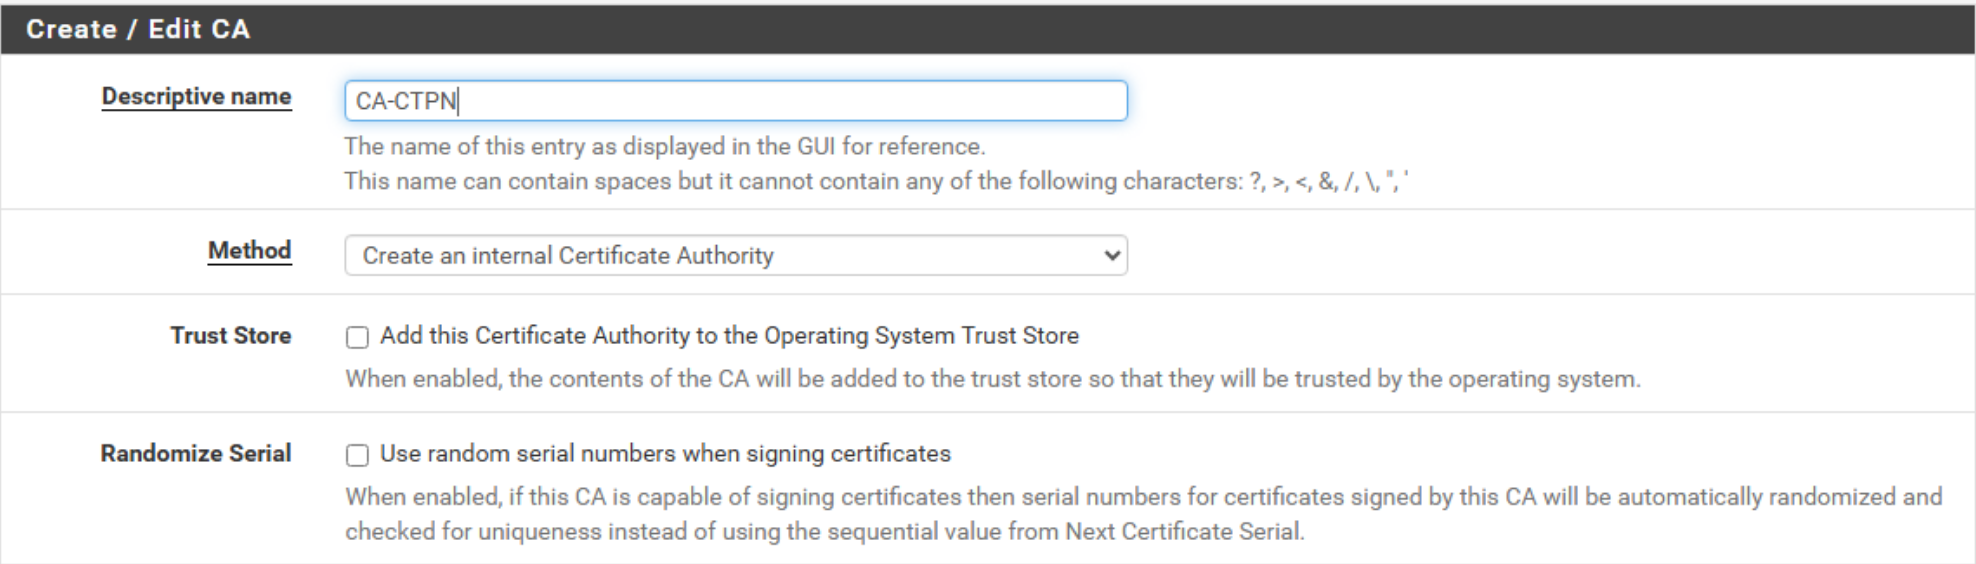 Create / Edit CA
Descriptive name
CA-CTPN
The name of this entry as displayed in the GUI for reference.
This name can contain spaces but it cannot contain any of the following characters: ?, >, <, &, /, \, ", '
Method
Create an internal Certificate Authority
Trust Store
Add this Certificate Authority to the Operating System Trust Store
When enabled, the contents of the CA will be added to the trust store so that they will be trusted by the operating system.
Randomize Serial
Use random serial numbers when signing certificates
When enabled, if this CA is capable of signing certificates then serial numbers for certificates signed by this CA will be automatically randomized and
checked for uniqueness instead of using the sequential value from Next Certificate Serial.